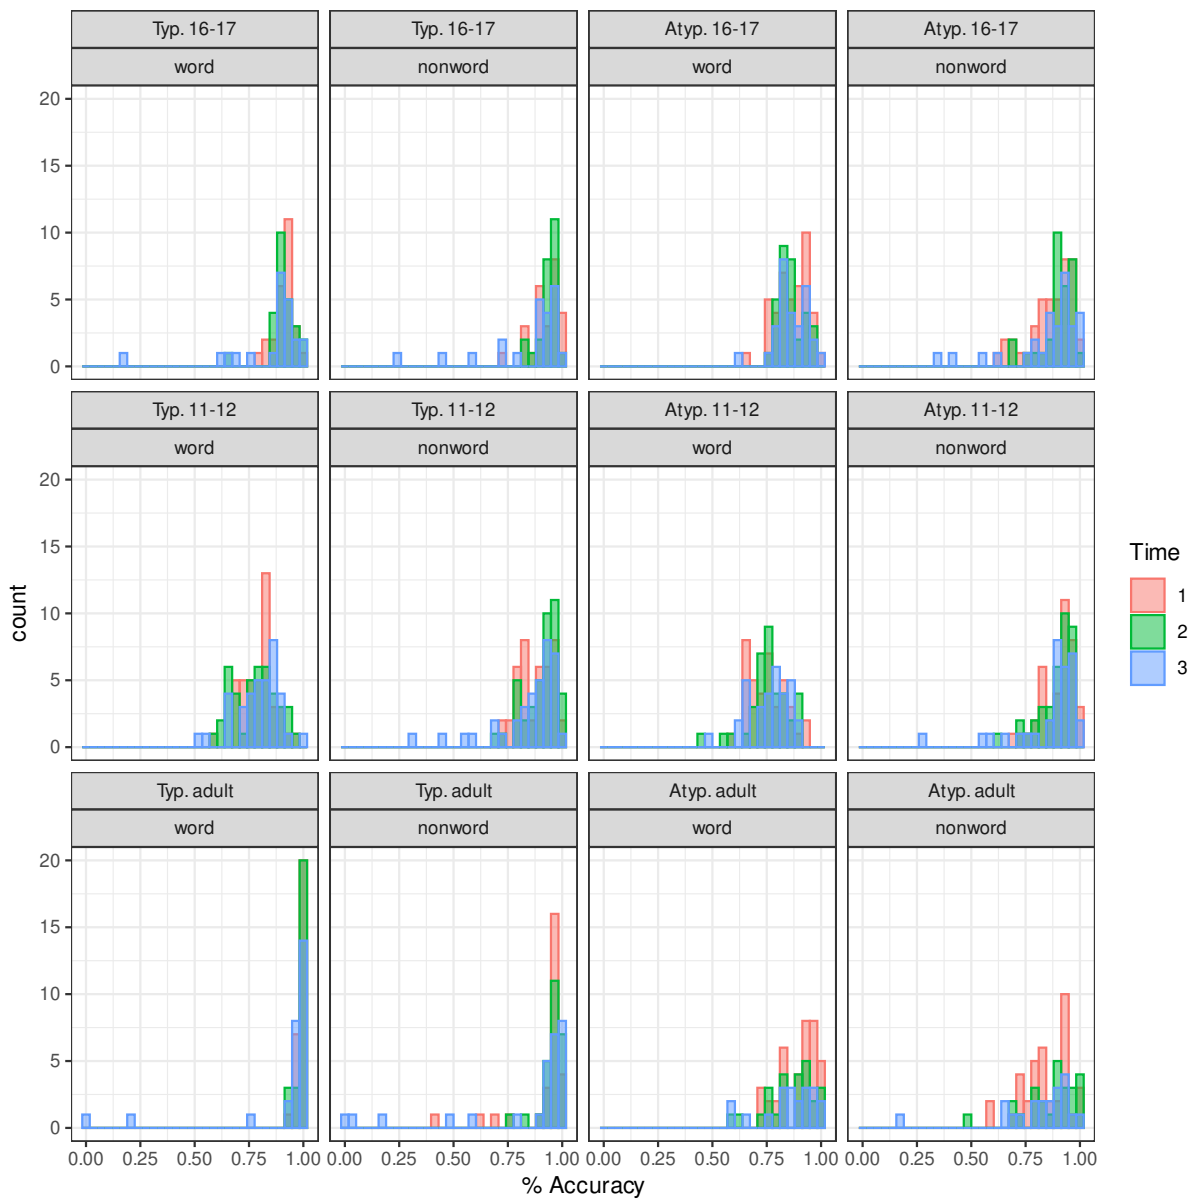 Typ. 16-17 Typ. 16-17 Atyp. 16-17 Atyp. 16-17
word nonword word nonword
20
15
10
5
0
Typ. 11-12 Typ. 11-12 Atyp. 11-12 Atyp. 11-12
word nonword word nonword
20
15
10
5
0
count
Time
1
2
3
Typ. adult Typ. adult Atyp. adult Atyp. adult
word nonword word nonword
20
15
10
5
0
0.00 0.25 0.50 0.75 1.00 0.00 0.25 0.50 0.75 1.00 0.00 0.25 0.50 0.75 1.00 0.00 0.25 0.50 0.75 1.00
% Accuracy